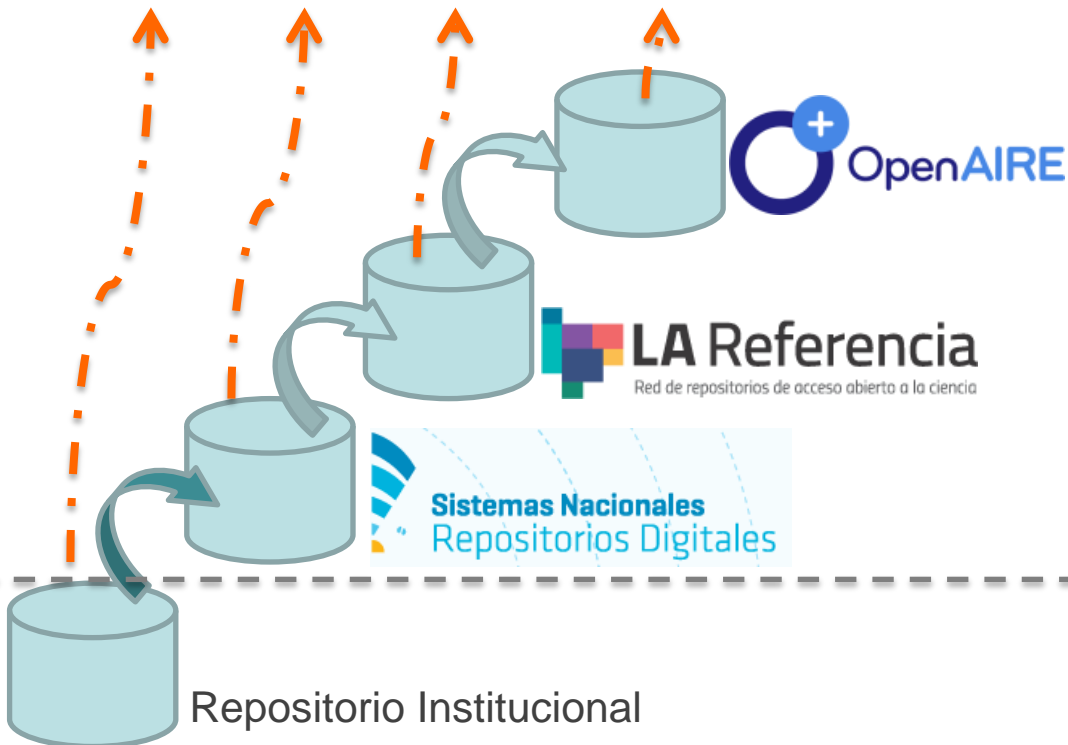 OpenAIRE
LA Referencia
Red de repositorios de acceso abierto a la ciencia
Sistemas Nacionales
Repositorios Digitales
Repositorio Institucional